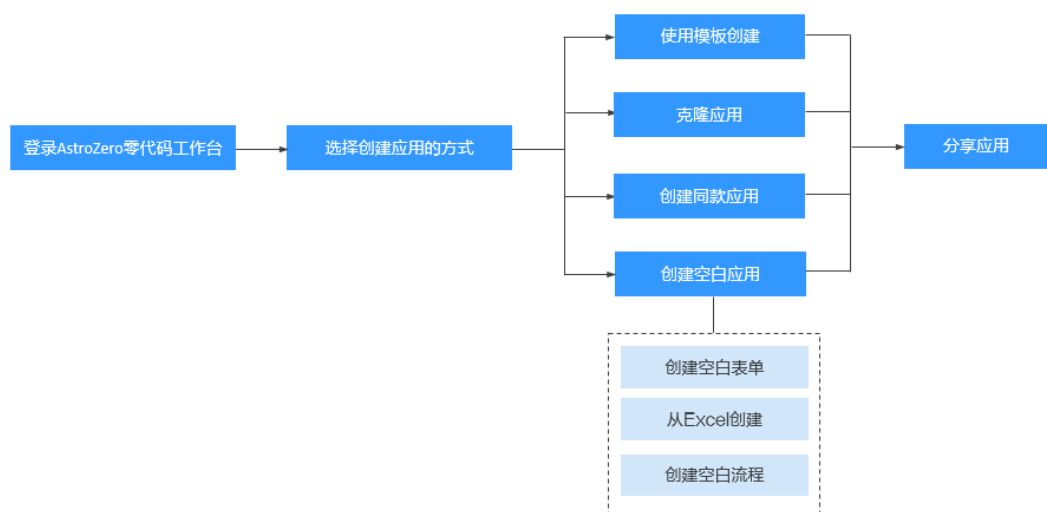 登录AstroZero零代码工作台
选择创建应用的方式
使用模板创建
克隆应用
创建同款应用
创建空白应用
创建空白表单
从Excel创建
创建空白流程
分享应用